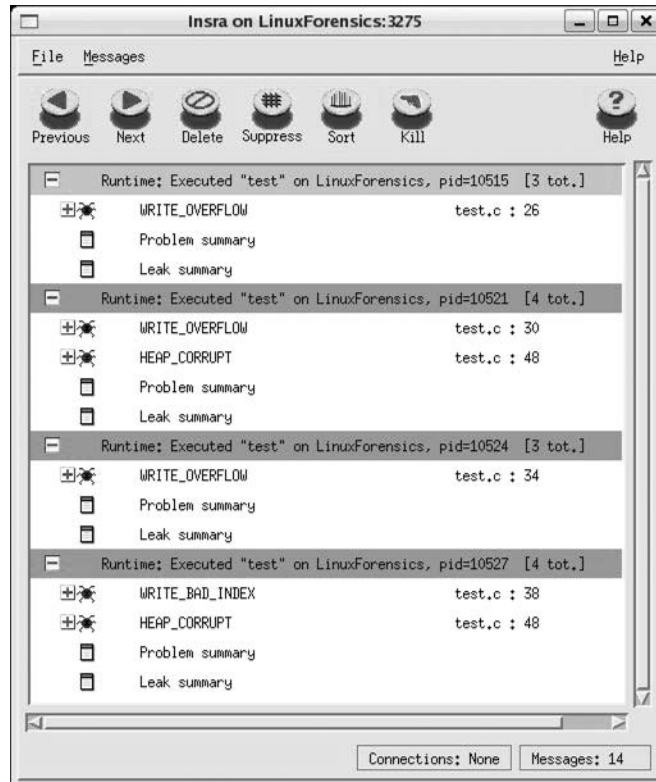 Insra on LinuxForensics:3275
File Messages Help
Previous Next Delete Suppress Sort Kill Help
Runtime: Executed "test" on LinuxForensics, pid=10515 [3 tot.]
WRITE_OVERFLOW test.c : 26
Problem summary
Leak summary
Runtime: Executed "test" on LinuxForensics, pid=10521 [4 tot.]
WRITE_OVERFLOW test.c : 30
HEAP_CORRUPT test.c : 48
Problem summary
Leak summary
Runtime: Executed "test" on LinuxForensics, pid=10524 [3 tot.]
WRITE_OVERFLOW test.c : 34
Problem summary
Leak summary
Runtime: Executed "test" on LinuxForensics, pid=10527 [4 tot.]
WRITE_BAD_INDEX test.c : 38
HEAP_CORRUPT test.c : 48
Problem summary
Leak summary
Connections: None Messages: 14